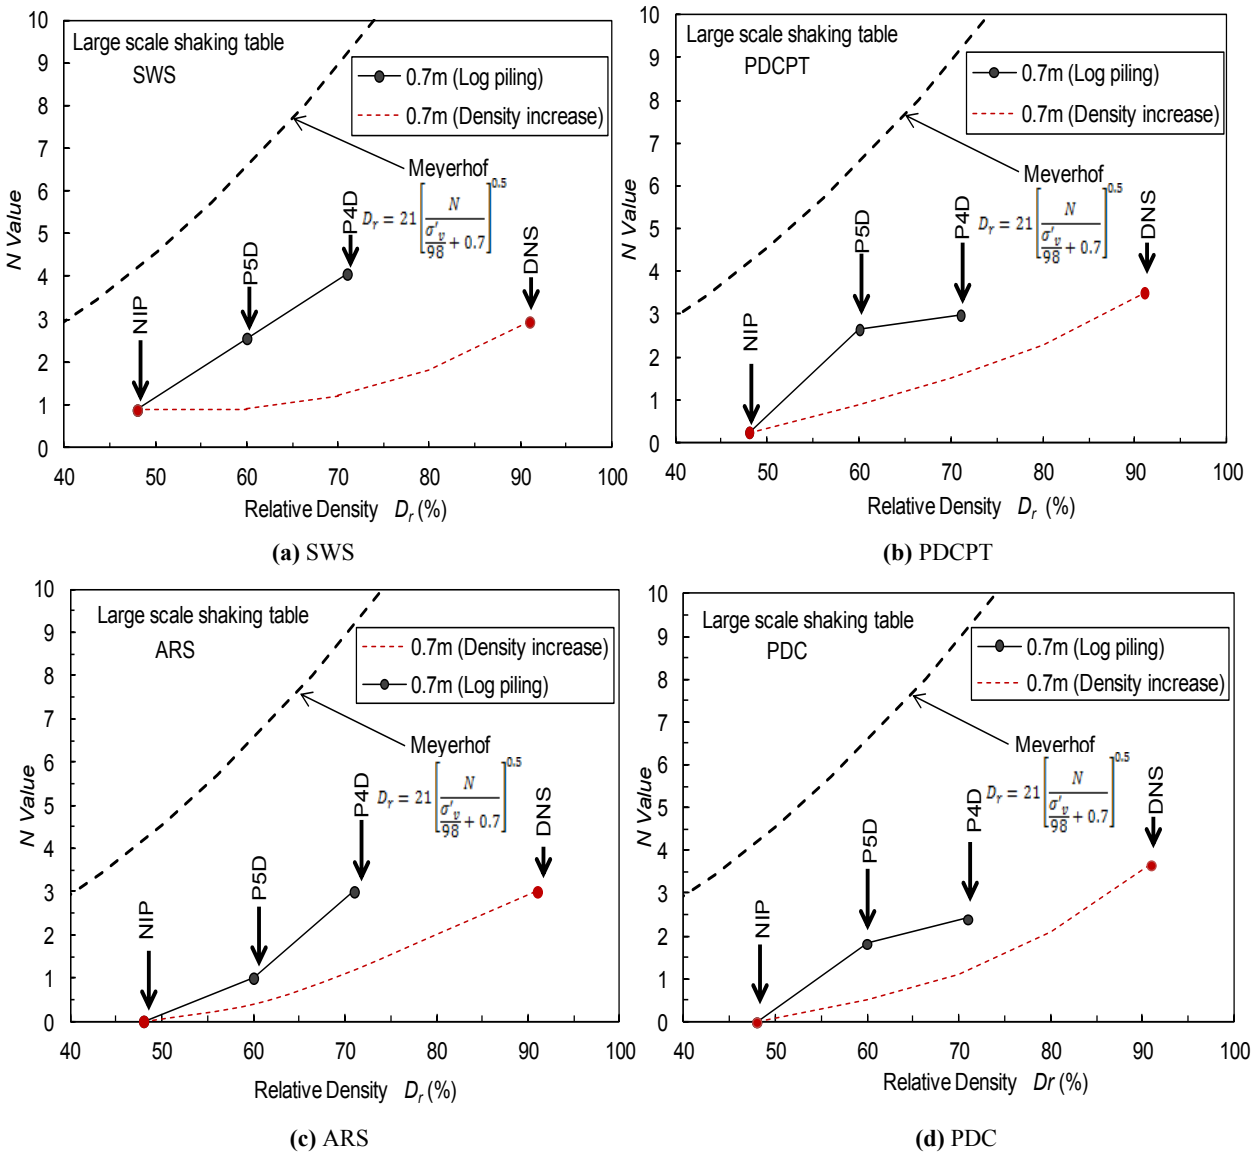 Large scale shaking table
SWS
0.7m (Log piling)
0.7m (Density increase)
Meyerhof
D_r = 21 [N / (σ'_v / 98 + 0.7)]^0.5
NIP
P5D
P4D
DNS
N Value
10
9
8
7
6
5
4
3
2
1
0
40 50 60 70 80 90 100
Relative Density D_r (%)
(a) SWS
Large scale shaking table
PDCPT
0.7m (Log piling)
0.7m (Density increase)
Meyerhof
D_r = 21 [N / (σ'_v / 98 + 0.7)]^0.5
NIP
P5D
P4D
DNS
N Value
10
9
8
7
6
5
4
3
2
1
0
40 50 60 70 80 90 100
Relative Density D_r (%)
(b) PDCPT
Large scale shaking table
ARS
0.7m (Density increase)
0.7m (Log piling)
Meyerhof
D_r = 21 [N / (σ'_v / 98 + 0.7)]^0.5
NIP
P5D
P4D
DNS
N Value
10
9
8
7
6
5
4
3
2
1
0
40 50 60 70 80 90 100
Relative Density D_r (%)
(c) ARS
Large scale shaking table
PDC
0.7m (Log piling)
0.7m (Density increase)
Meyerhof
D_r = 21 [N / (σ'_v / 98 + 0.7)]^0.5
NIP
P5D
P4D
DNS
N Value
10
9
8
7
6
5
4
3
2
1
0
40 50 60 70 80 90 100
Relative Density Dr (%)
(d) PDC